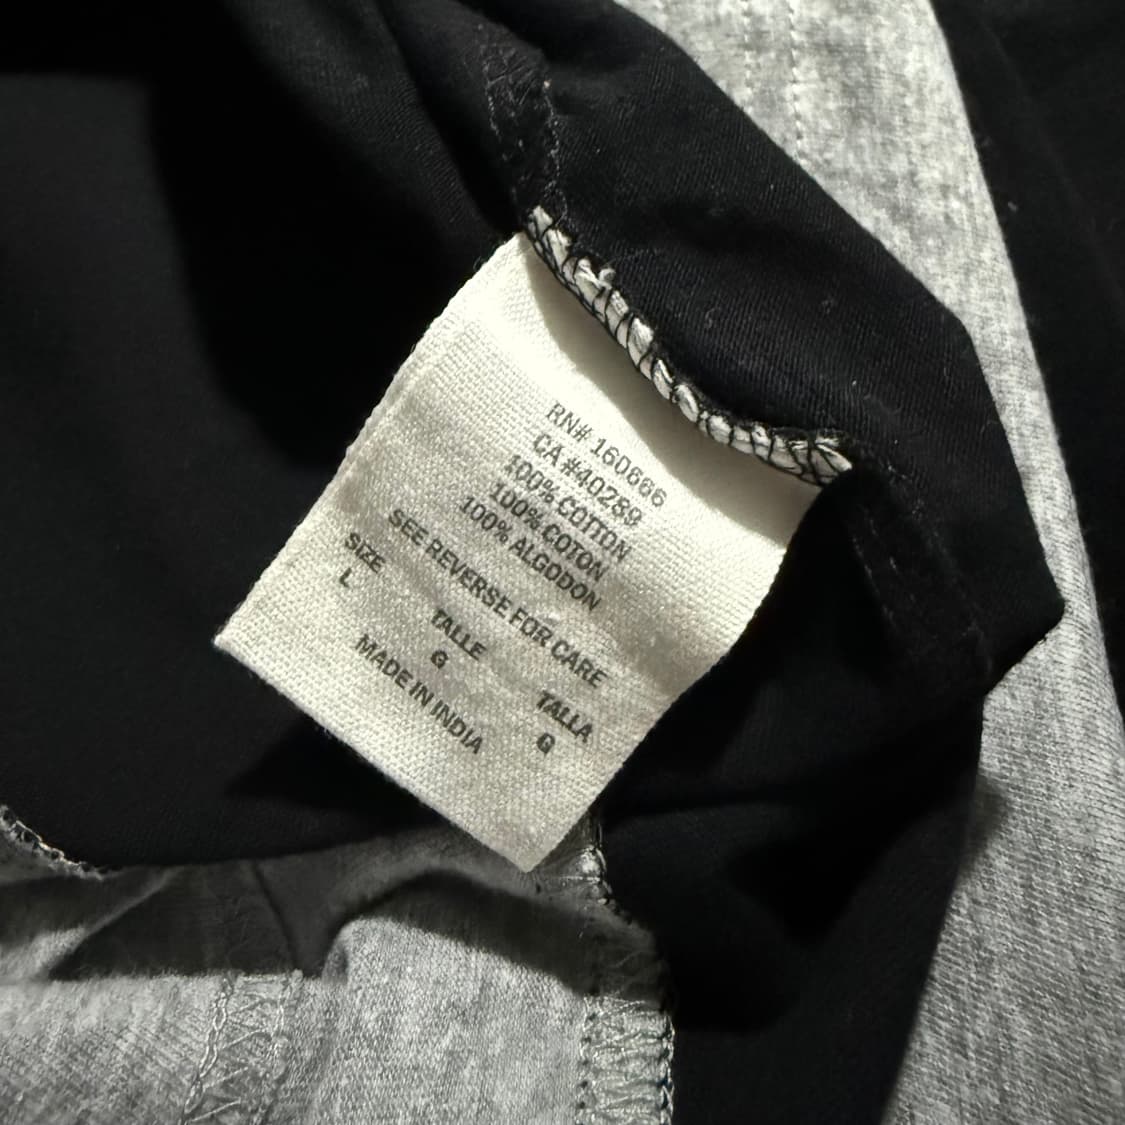 RN# 160666
CA #40289
100% COTTON
100% COTON
100% ALGODON
SEE REVERSE FOR CARE
SIZE TALLE TALLA
L G G
MADE IN INDIA